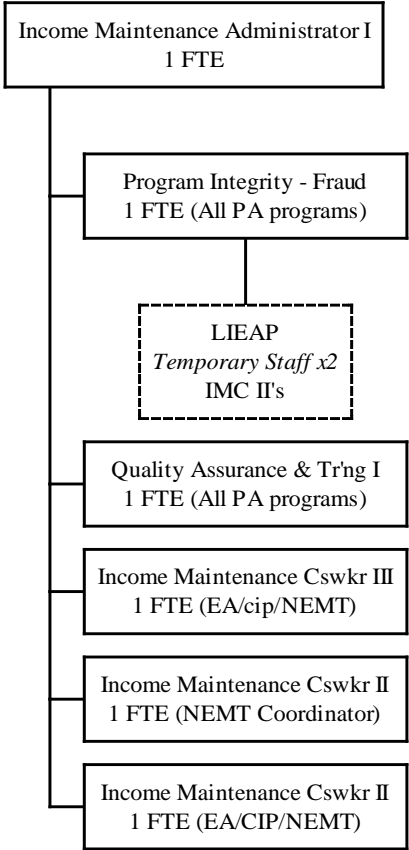 Income Maintenance Administrator I
1 FTE
Program Integrity - Fraud
1 FTE (All PA programs)
LIEAP
Temporary Staff x2
IMC II's
Quality Assurance & Tr'ng I
1 FTE (All PA programs)
Income Maintenance Cswkr III
1 FTE (EA/cip/NEMT)
Income Maintenance Cswkr II
1 FTE (NEMT Coordinator)
Income Maintenance Cswkr II
1 FTE (EA/CIP/NEMT)